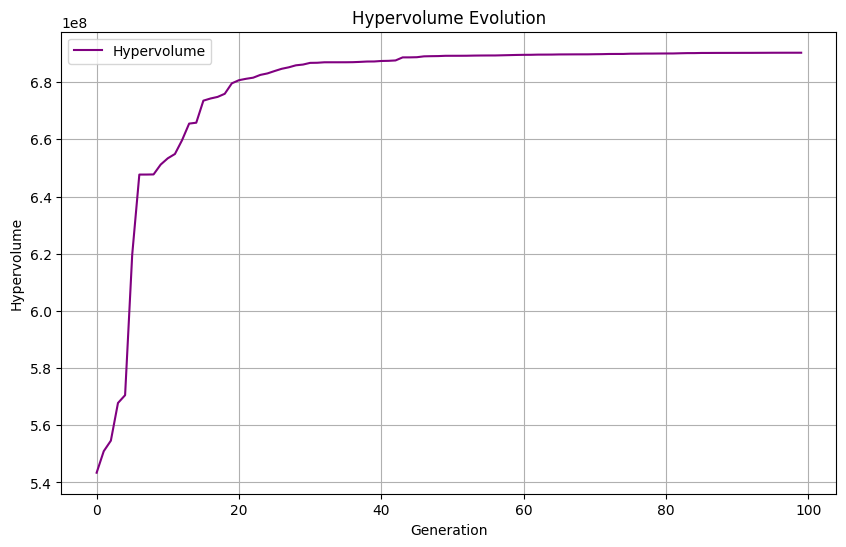 Hypervolume Evolution
1e8
Hypervolume
6.8
6.6
6.4
6.2
6.0
5.8
5.6
5.4
Hypervolume
0
20
40
60
80
100
Generation